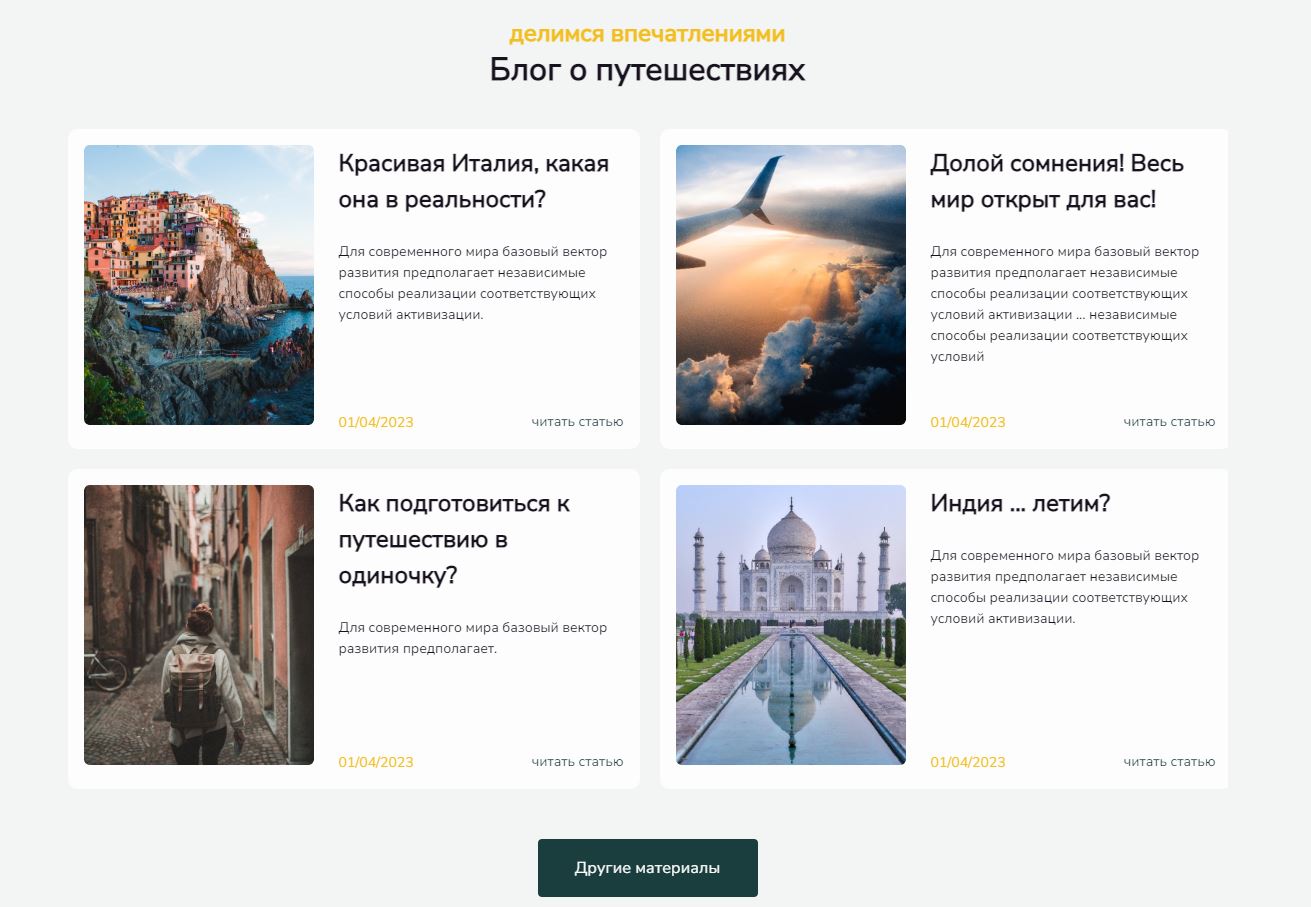 делимся впечатлениями
Блог о путешествиях
Красивая Италия, какая
она в реальности?
Для современного мира базовый вектор
развития предполагает независимые
способы реализации соответствующих
условий активизации.
01/04/2023 читать статью
Долой сомнения! Весь
мир открыт для вас!
Для современного мира базовый вектор
развития предполагает независимые
способы реализации соответствующих
условий активизации ... независимые
способы реализации соответствующих
условий
01/04/2023 читать статью
Как подготовиться к
путешествию в
одиночку?
Для современного мира базовый вектор
развития предполагает.
01/04/2023 читать статью
Индия ... летим?
Для современного мира базовый вектор
развития предполагает независимые
способы реализации соответствующих
условий активизации.
01/04/2023 читать статью
Другие материалы